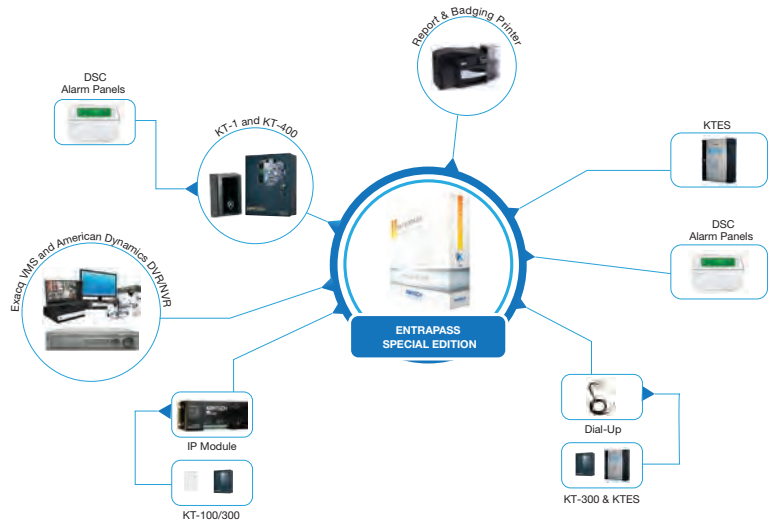 Report & Badging Printer
DSC
Alarm Panels
KT-1 and KT-400
KTES
DSC
Alarm Panels
Exacq VMS and American Dynamics DVR/NVR
ENTRAPASS
SPECIAL EDITION
IP Module
KT-100/300
Dial-Up
KT-300 & KTES